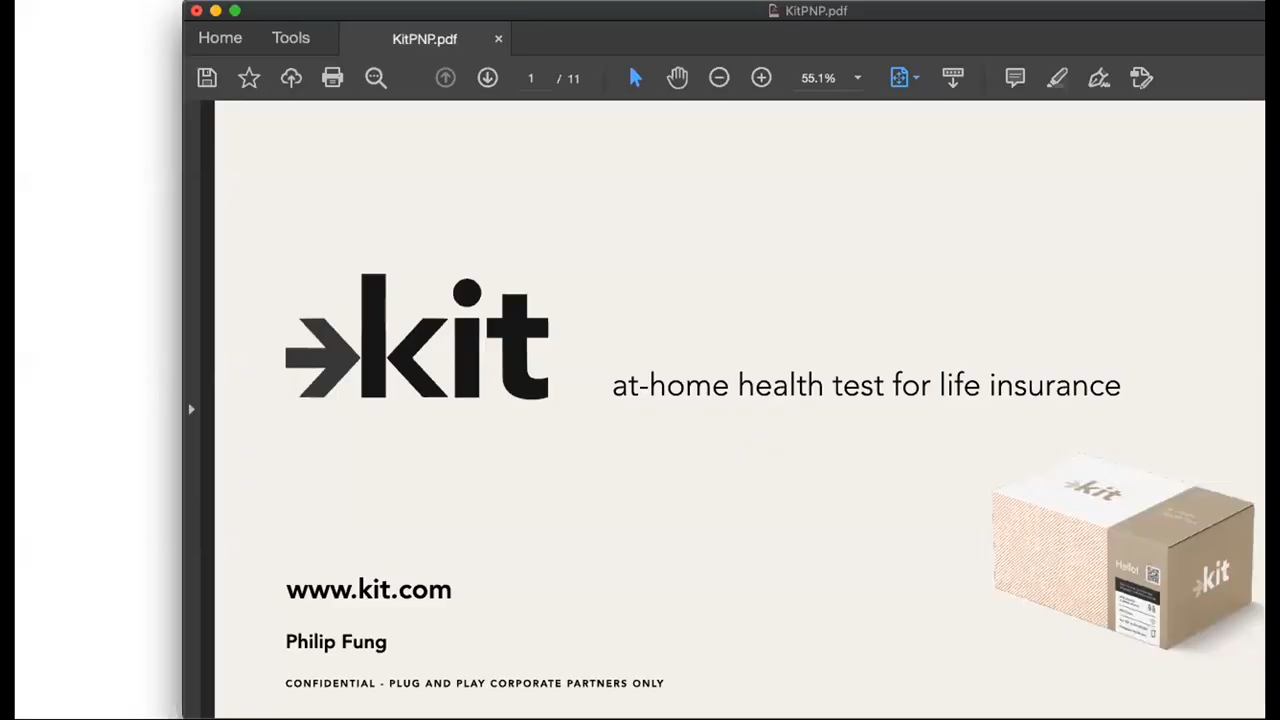 KitPNP.pdf
Home Tools KitPNP.pdf ×
1 / 11 55.1%
kit
at-home health test for life insurance
kit
Hello!
kit
www.kit.com
Philip Fung
CONFIDENTIAL - PLUG AND PLAY CORPORATE PARTNERS ONLY